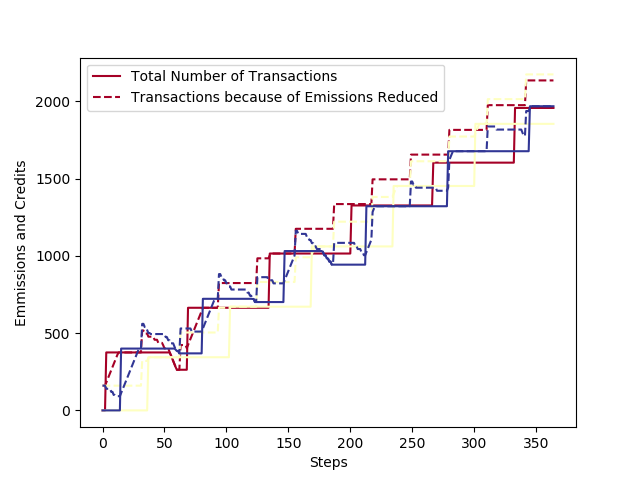 Total Number of Transactions
Transactions because of Emissions Reduced
Emmissions and Credits
2000
1500
1000
500
0
0 50 100 150 200 250 300 350
Steps